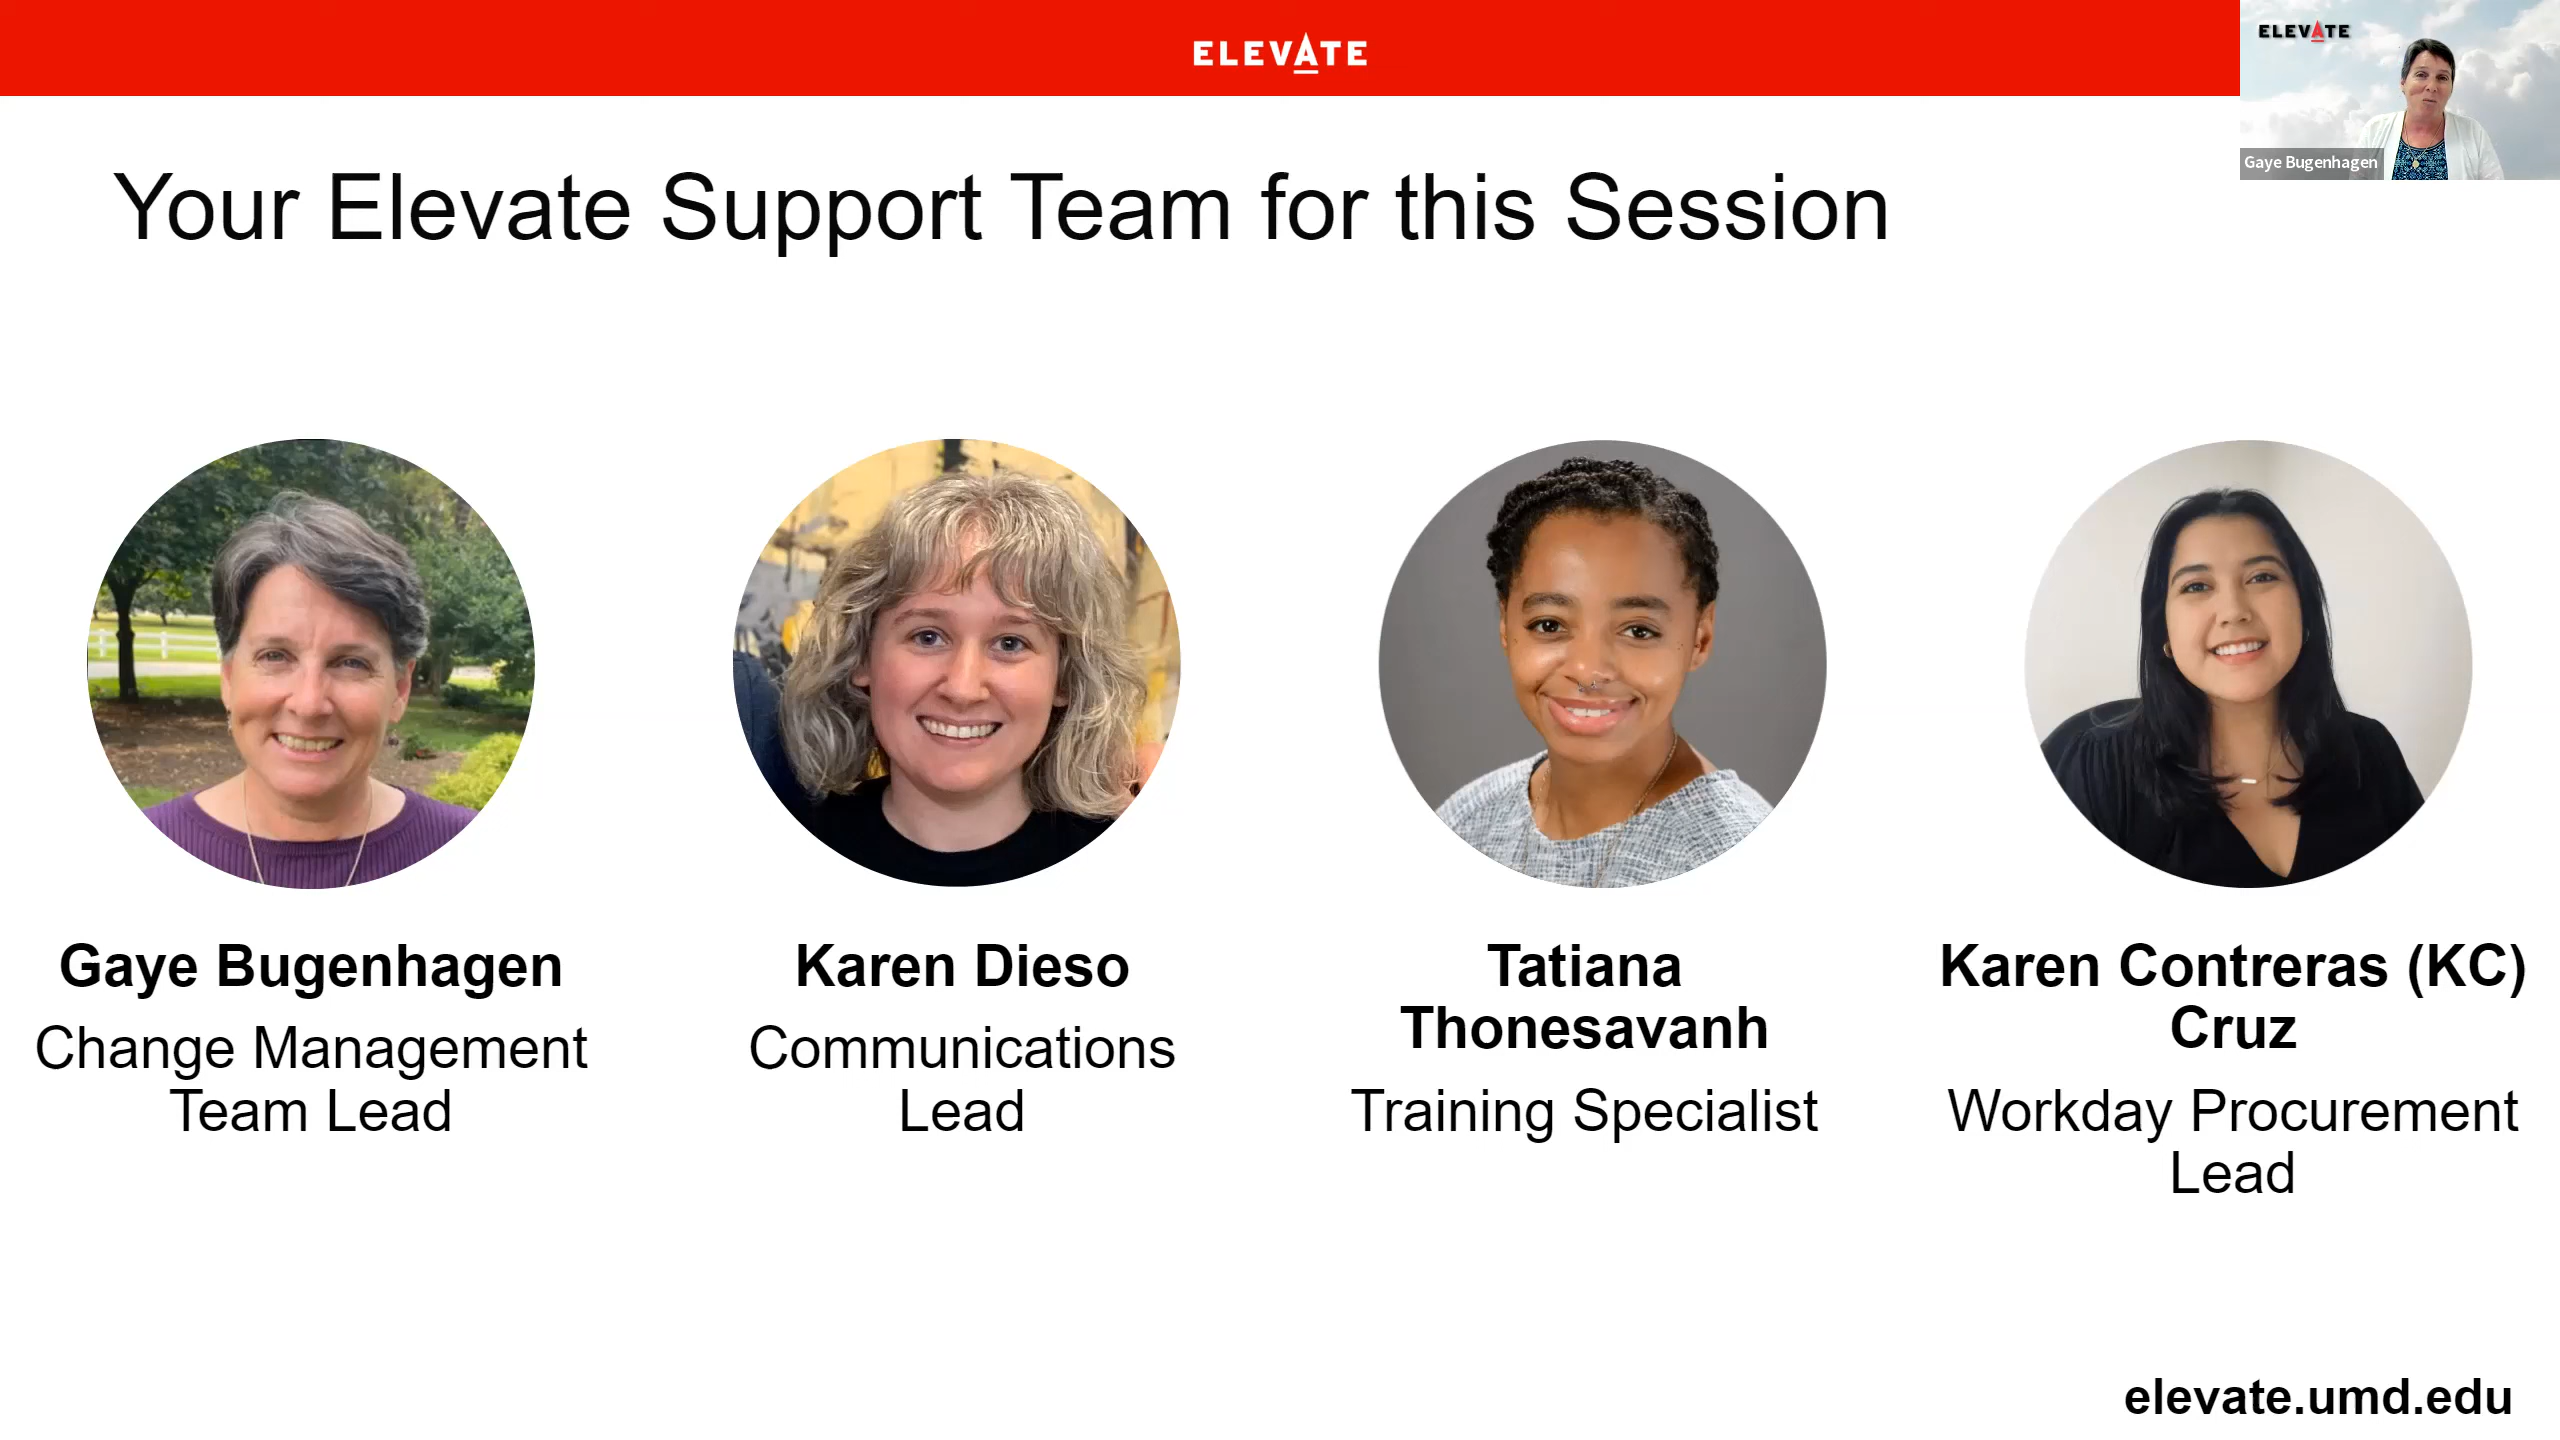 ELEVATE
ELEVATE
Gaye Bugenhagen
Your Elevate Support Team for this Session
Gaye Bugenhagen
Change Management
Team Lead
Karen Dieso
Communications
Lead
Tatiana
Thonesavanh
Training Specialist
Karen Contreras (KC)
Cruz
Workday Procurement
Lead
elevate.umd.edu